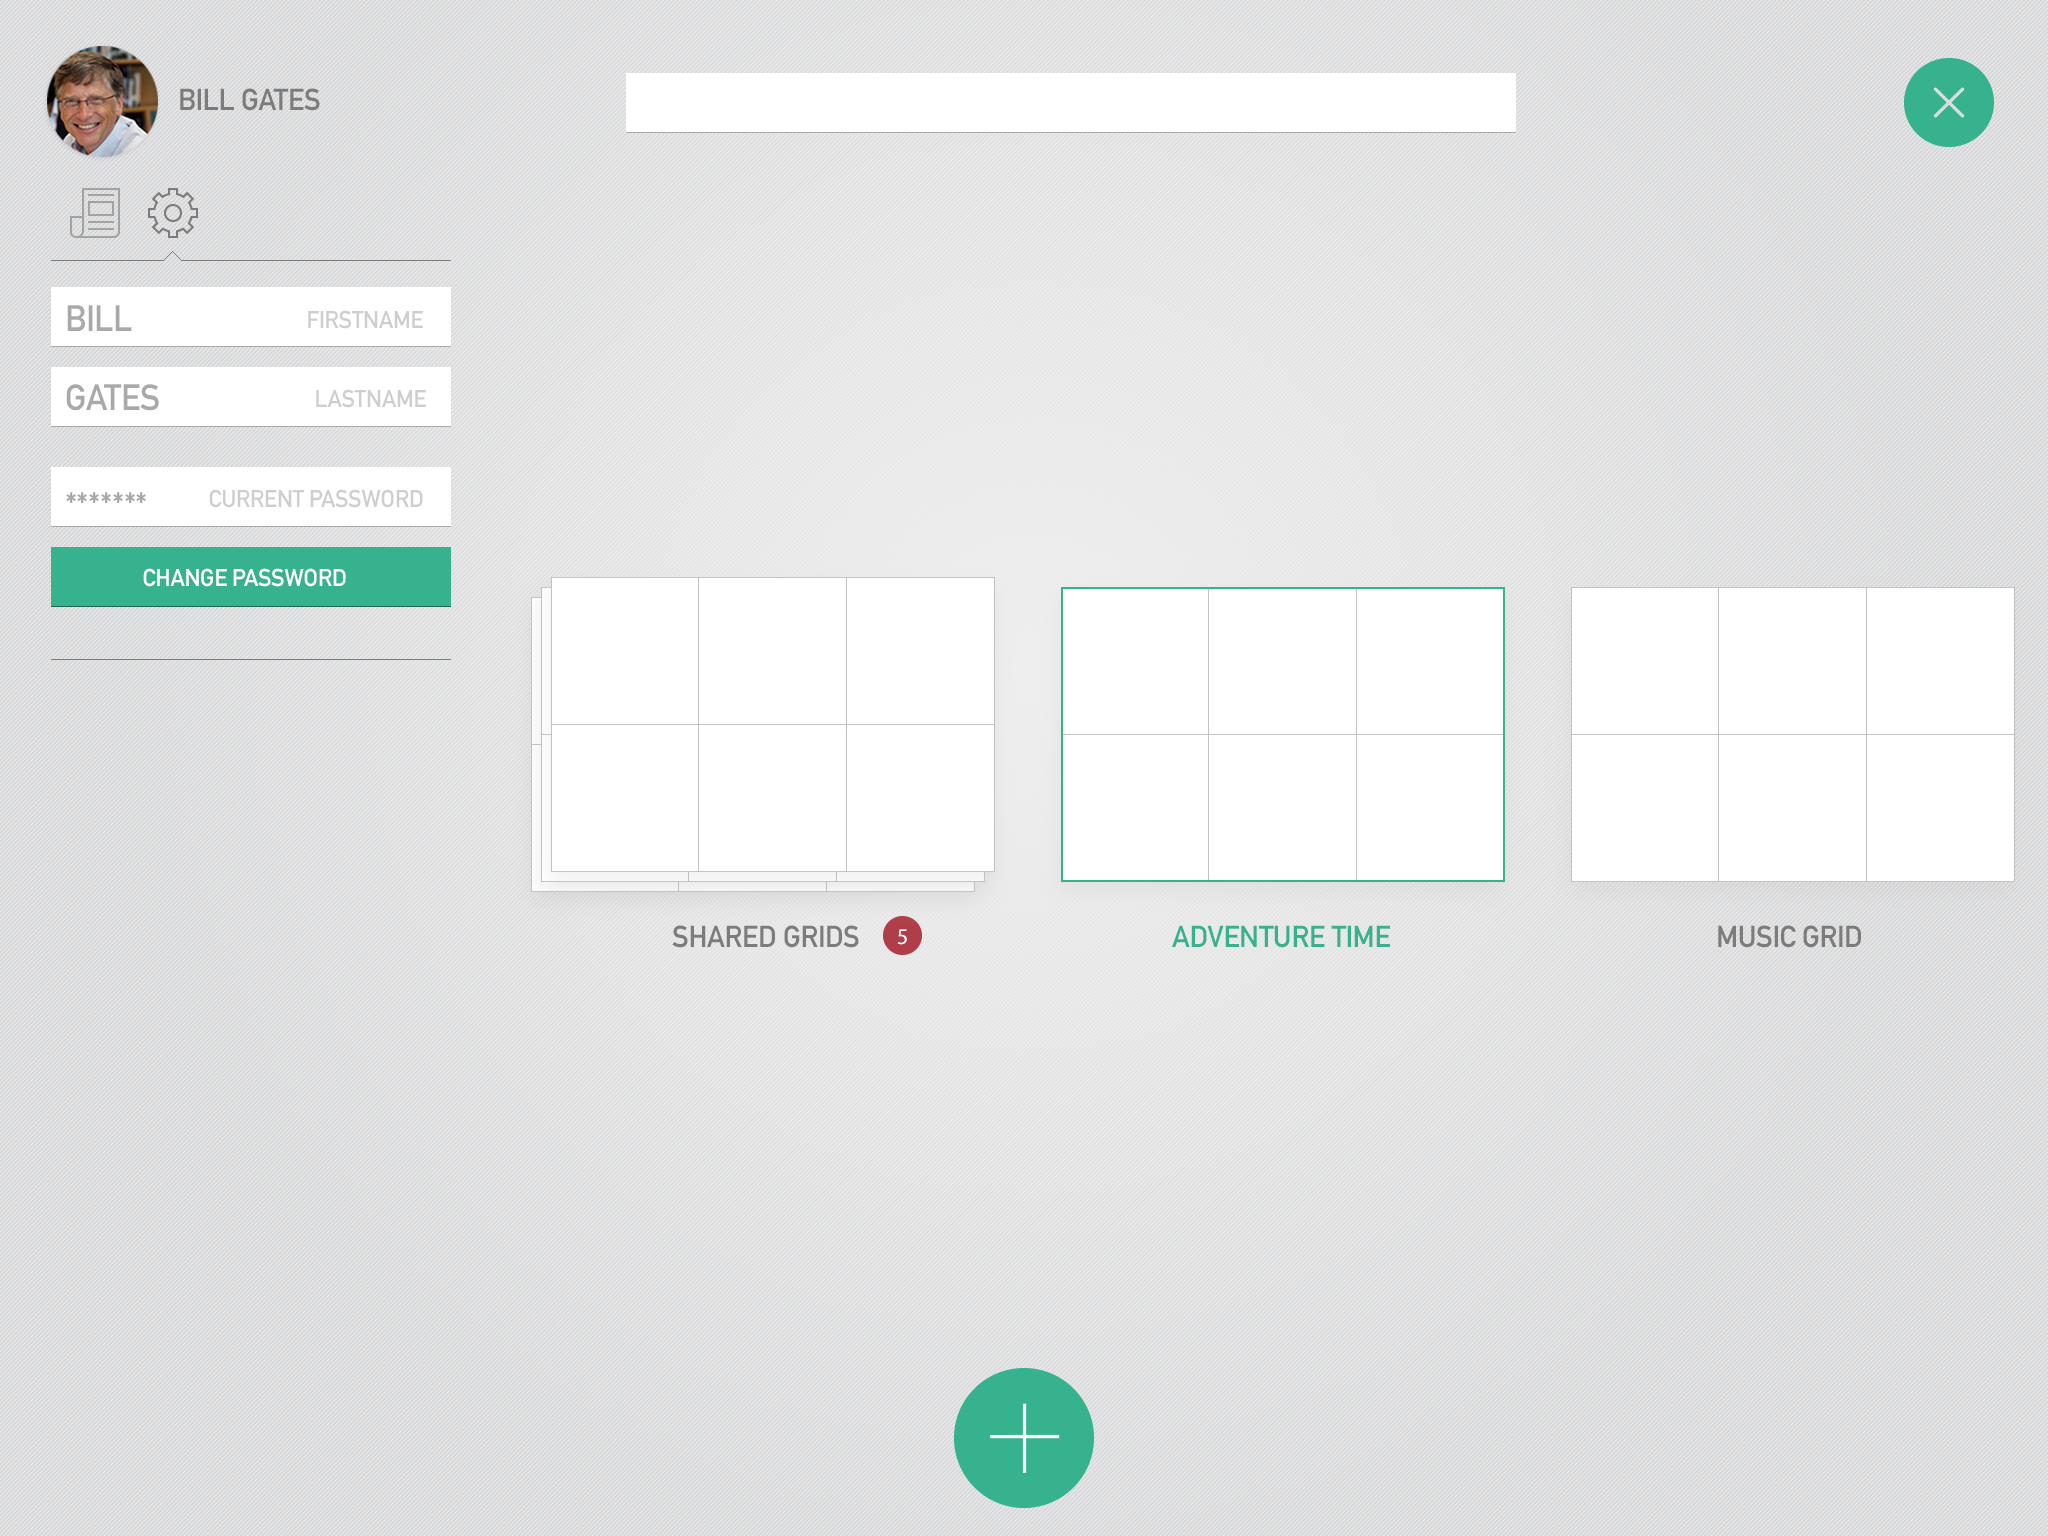 BILL GATES
BILL FIRSTNAME
GATES LASTNAME
******* CURRENT PASSWORD
CHANGE PASSWORD
SHARED GRIDS 5
ADVENTURE TIME
MUSIC GRID